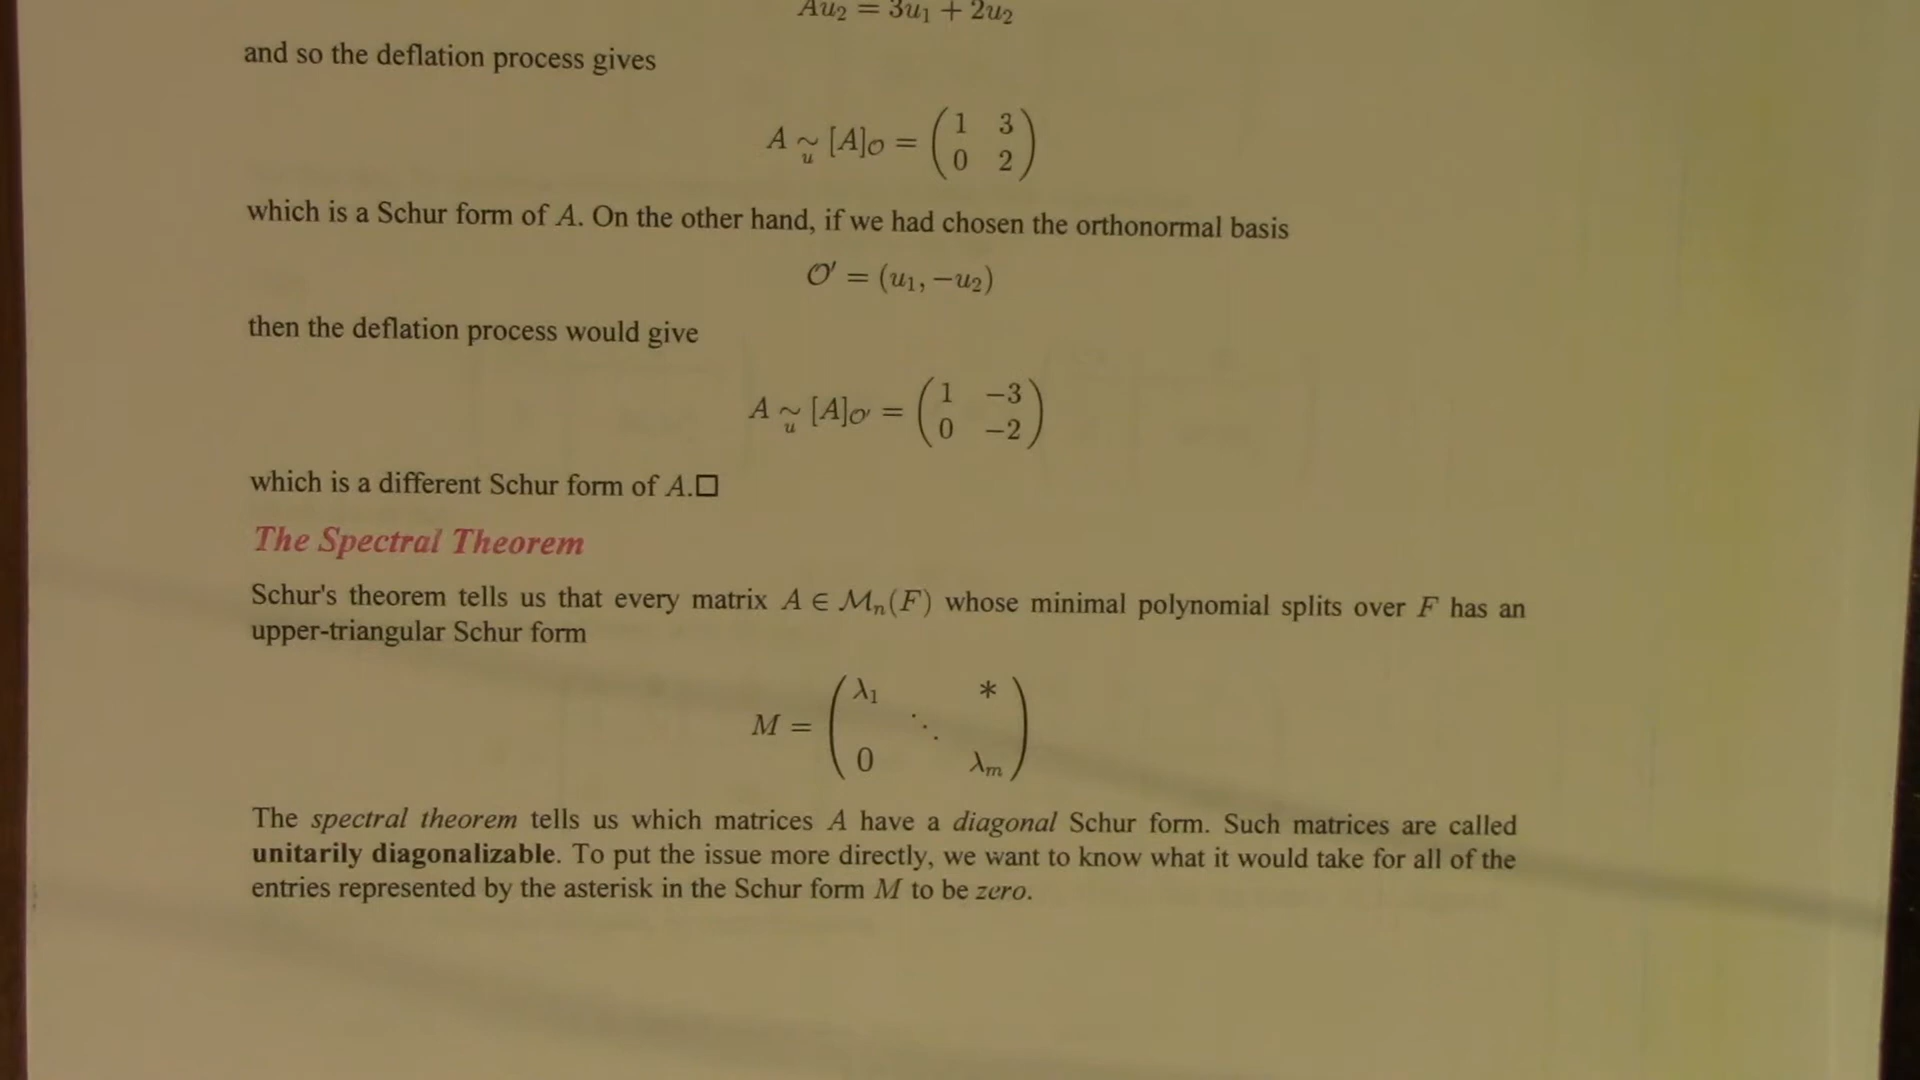 Au₂ = 3u₁ + 2u₂
and so the deflation process gives
A ~ᵤ [A]𝒪 = (1 3
0 2)
which is a Schur form of A. On the other hand, if we had chosen the orthonormal basis
𝒪′ = (u₁, −u₂)
then the deflation process would give
A ~ᵤ [A]𝒪′ = (1 −3
0 −2)
which is a different Schur form of A.□
The Spectral Theorem
Schur's theorem tells us that every matrix A ∈ ℳₙ(F) whose minimal polynomial splits over F has an
upper-triangular Schur form
M = (λ₁ *
⋱
0 λₘ)
The spectral theorem tells us which matrices A have a diagonal Schur form. Such matrices are called
unitarily diagonalizable. To put the issue more directly, we want to know what it would take for all of the
entries represented by the asterisk in the Schur form M to be zero.